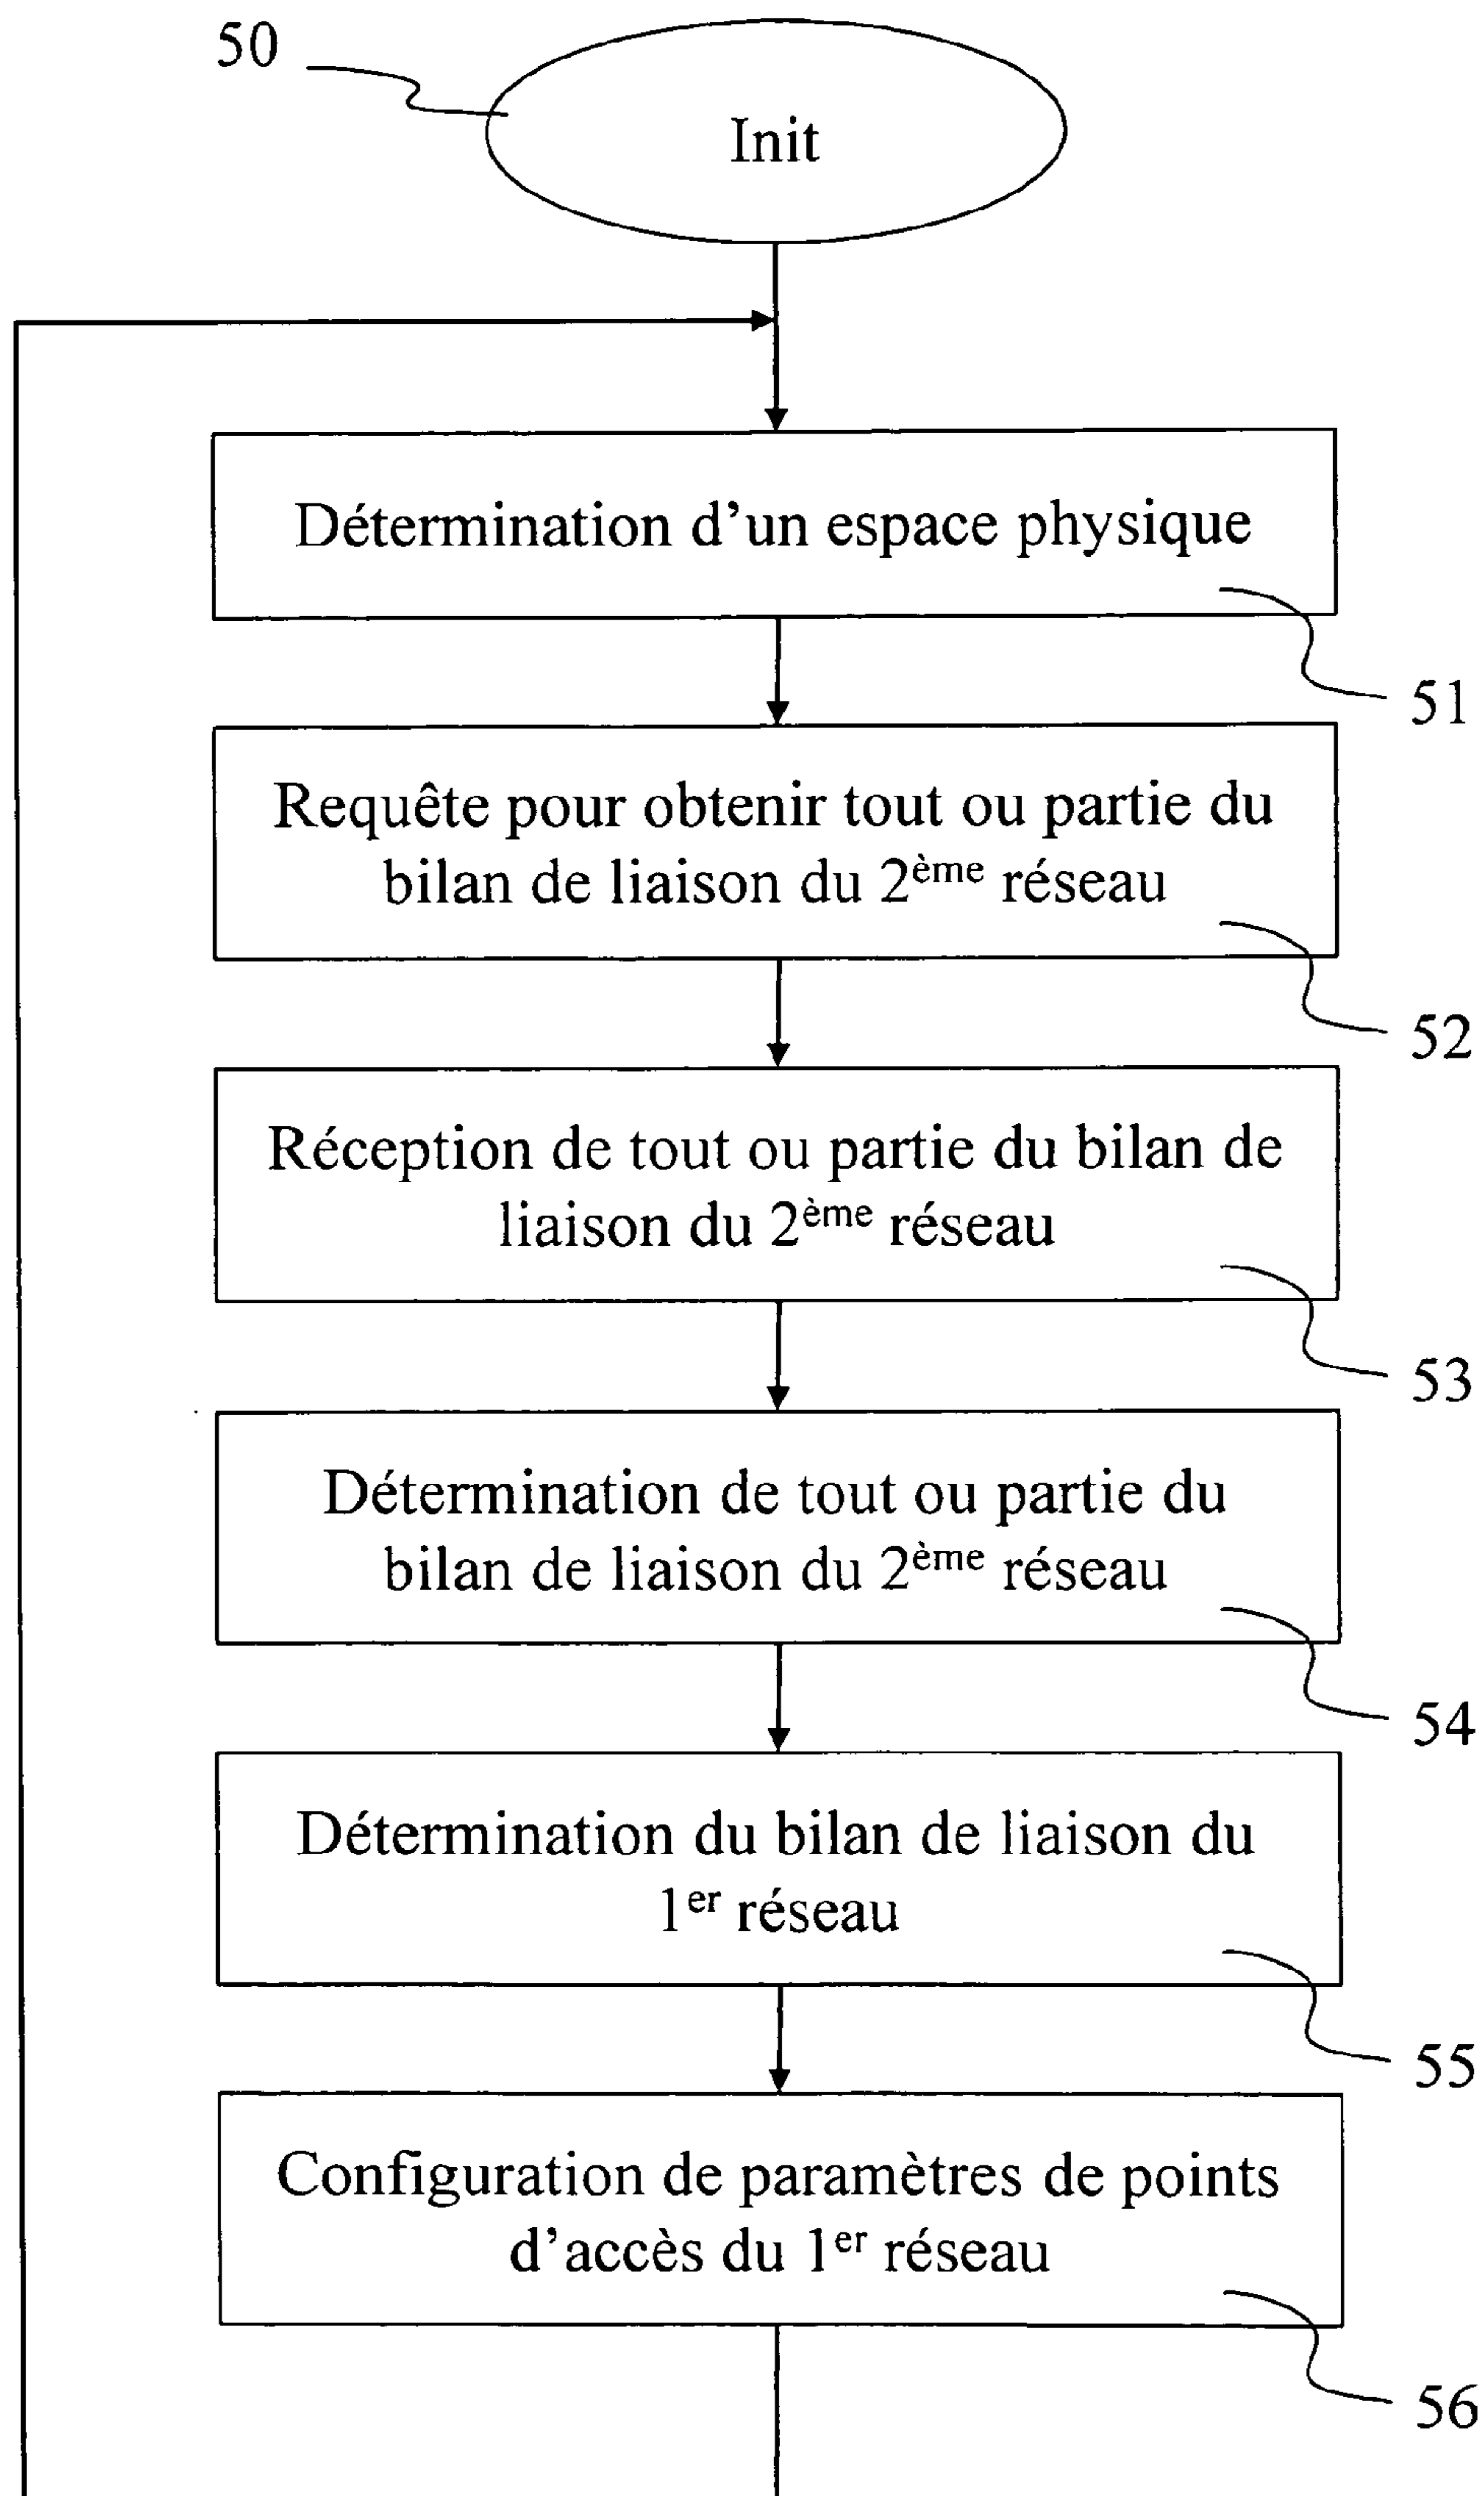 50
Init
Détermination d’un espace physique
51
Requête pour obtenir tout ou partie du
bilan de liaison du 2ème réseau
52
Réception de tout ou partie du bilan de
liaison du 2ème réseau
53
Détermination de tout ou partie du
bilan de liaison du 2ème réseau
54
Détermination du bilan de liaison du
1er réseau
55
Configuration de paramètres de points
d’accès du 1er réseau
56